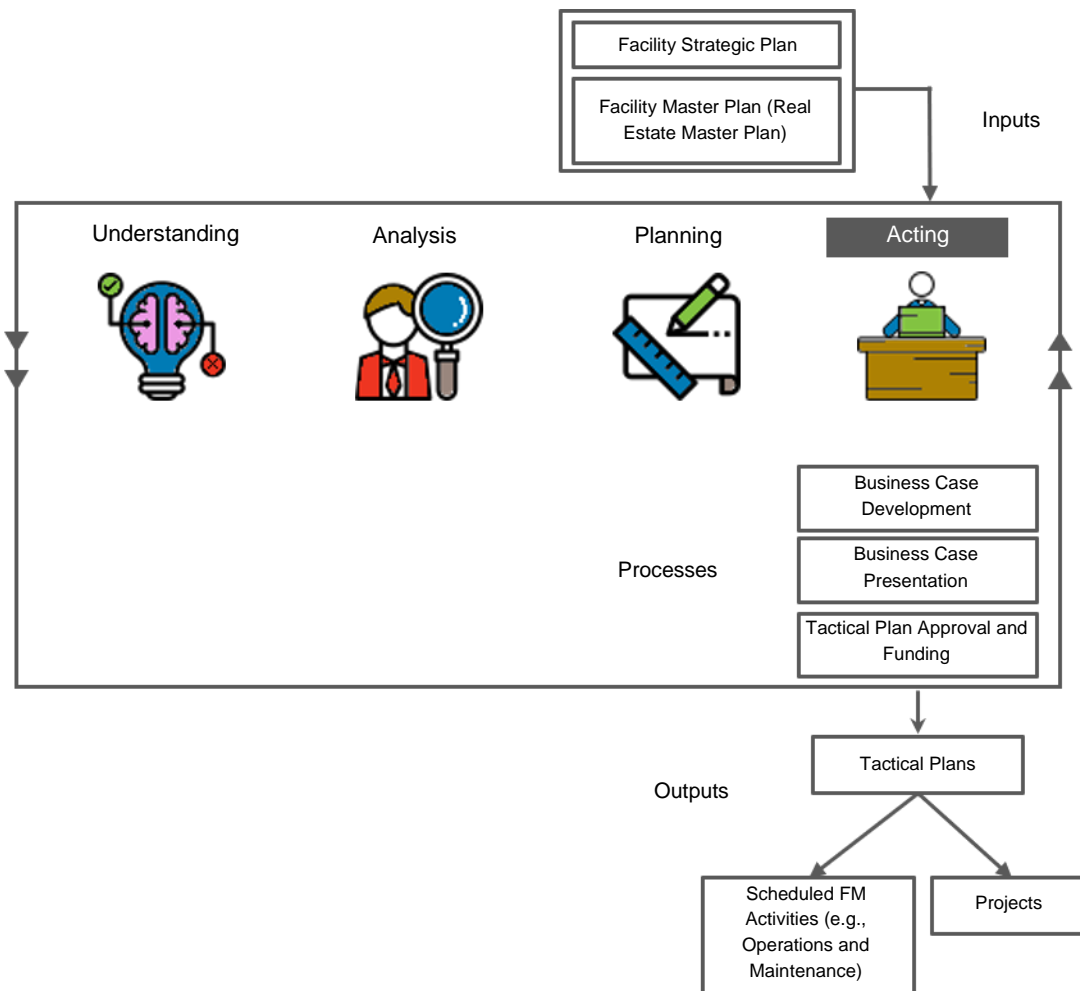 Facility Strategic Plan
Facility Master Plan (Real
Estate Master Plan)
Inputs
Understanding
Analysis
Planning
Acting
Business Case
Development
Processes
Business Case
Presentation
Tactical Plan Approval and
Funding
Tactical Plans
Outputs
Scheduled FM
Activities (e.g.,
Operations and
Maintenance)
Projects